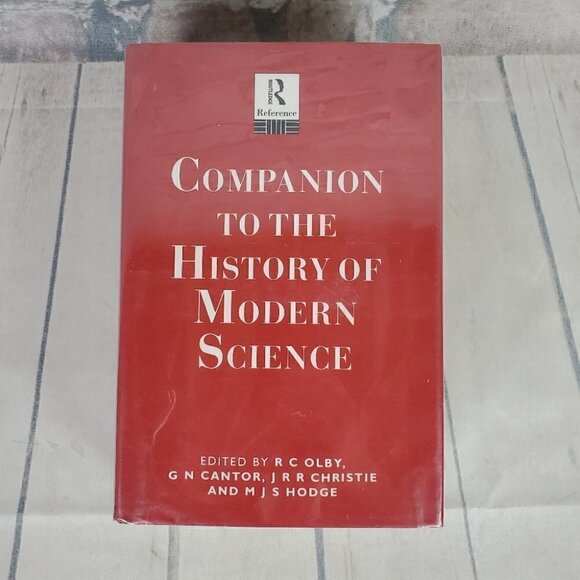 R
ROUTLEDGE
Reference
COMPANION
TO THE
HISTORY OF
MODERN
SCIENCE
EDITED BY R C OLBY,
G N CANTOR, J R R CHRISTIE
AND M J S HODGE